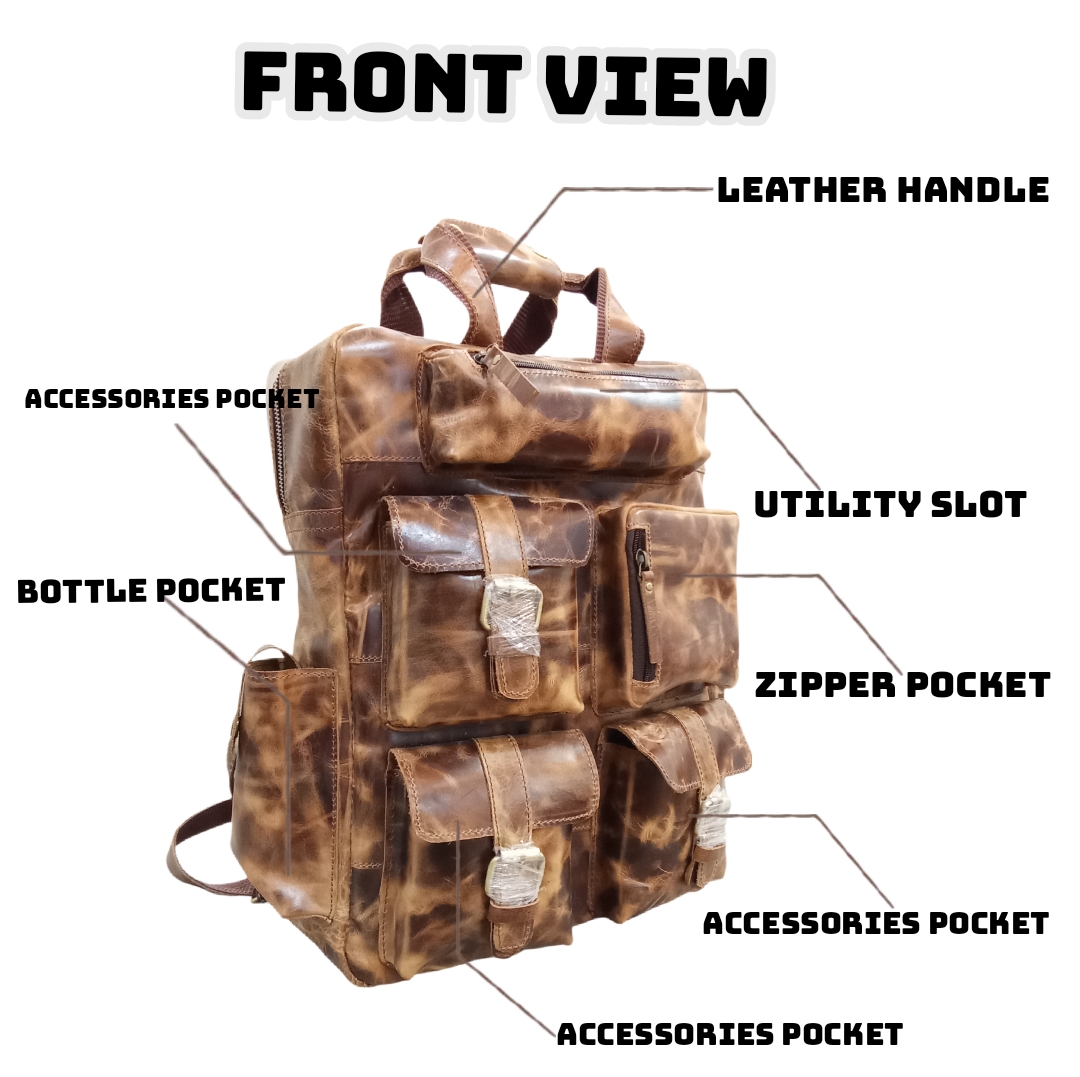 FRONT VIEW
LEATHER HANDLE
ACCESSORIES POCKET
UTILITY SLOT
BOTTLE POCKET
ZIPPER POCKET
ACCESSORIES POCKET
ACCESSORIES POCKET